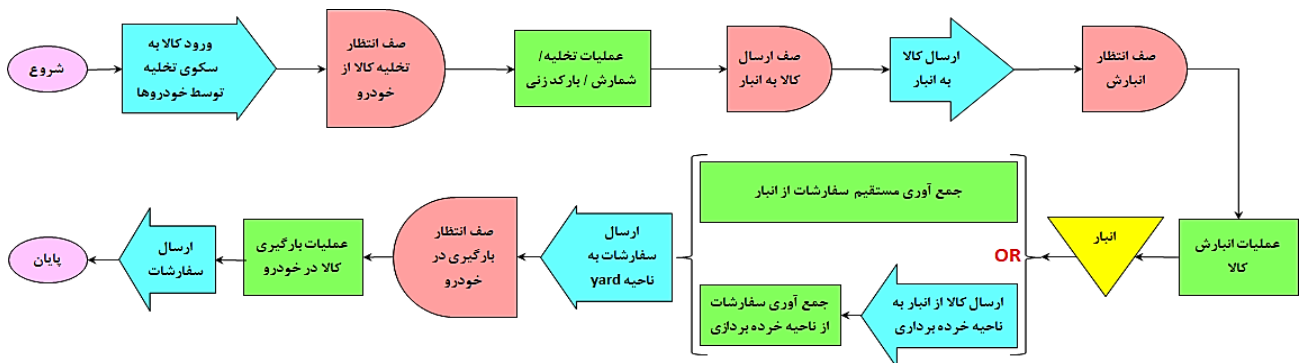 شروع
ورود کالا به
سکوی تخلیه
توسط خودروها
صف انتظار
تخلیه کالا از
خودرو
عملیات تخلیه/
شمارش / بارکدزنی
صف ارسال
کالا به انبار
ارسال کالا
به انبار
صف انتظار
انبارش
عملیات انبارش
کالا
انبار
OR
جمع آوری مستقیم سفارشات از انبار
ارسال کالا از انبار به
ناحیه خرده برداری
جمع آوری سفارشات
از ناحیه خرده بردازی
ارسال
سفارشات به
ناحیه yard
صف انتظار
بارگیری در
خودرو
عملیات بارگیری
کالا در خودرو
ارسال
سفارشات
پایان